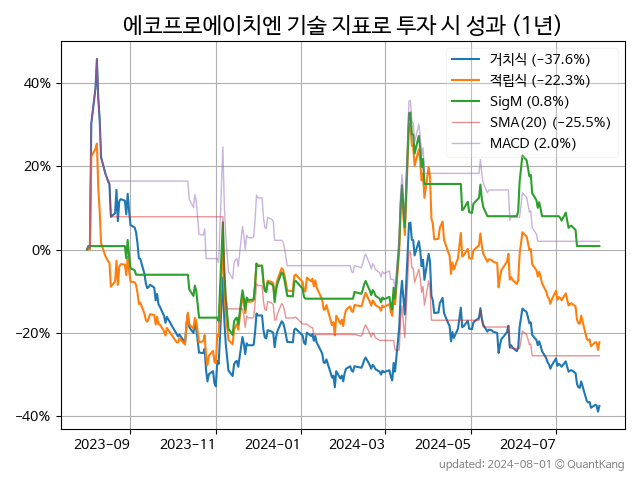 에코프로에이치엔 기술 지표로 투자 시 성과 (1년)
거치식 (−37.6%)
적립식 (−22.3%)
SigM (0.8%)
SMA(20) (−25.5%)
MACD (2.0%)
40%
20%
0%
−20%
−40%
2023-09 2023-11 2024-01 2024-03 2024-05 2024-07
updated: 2024-08-01 © QuantKang